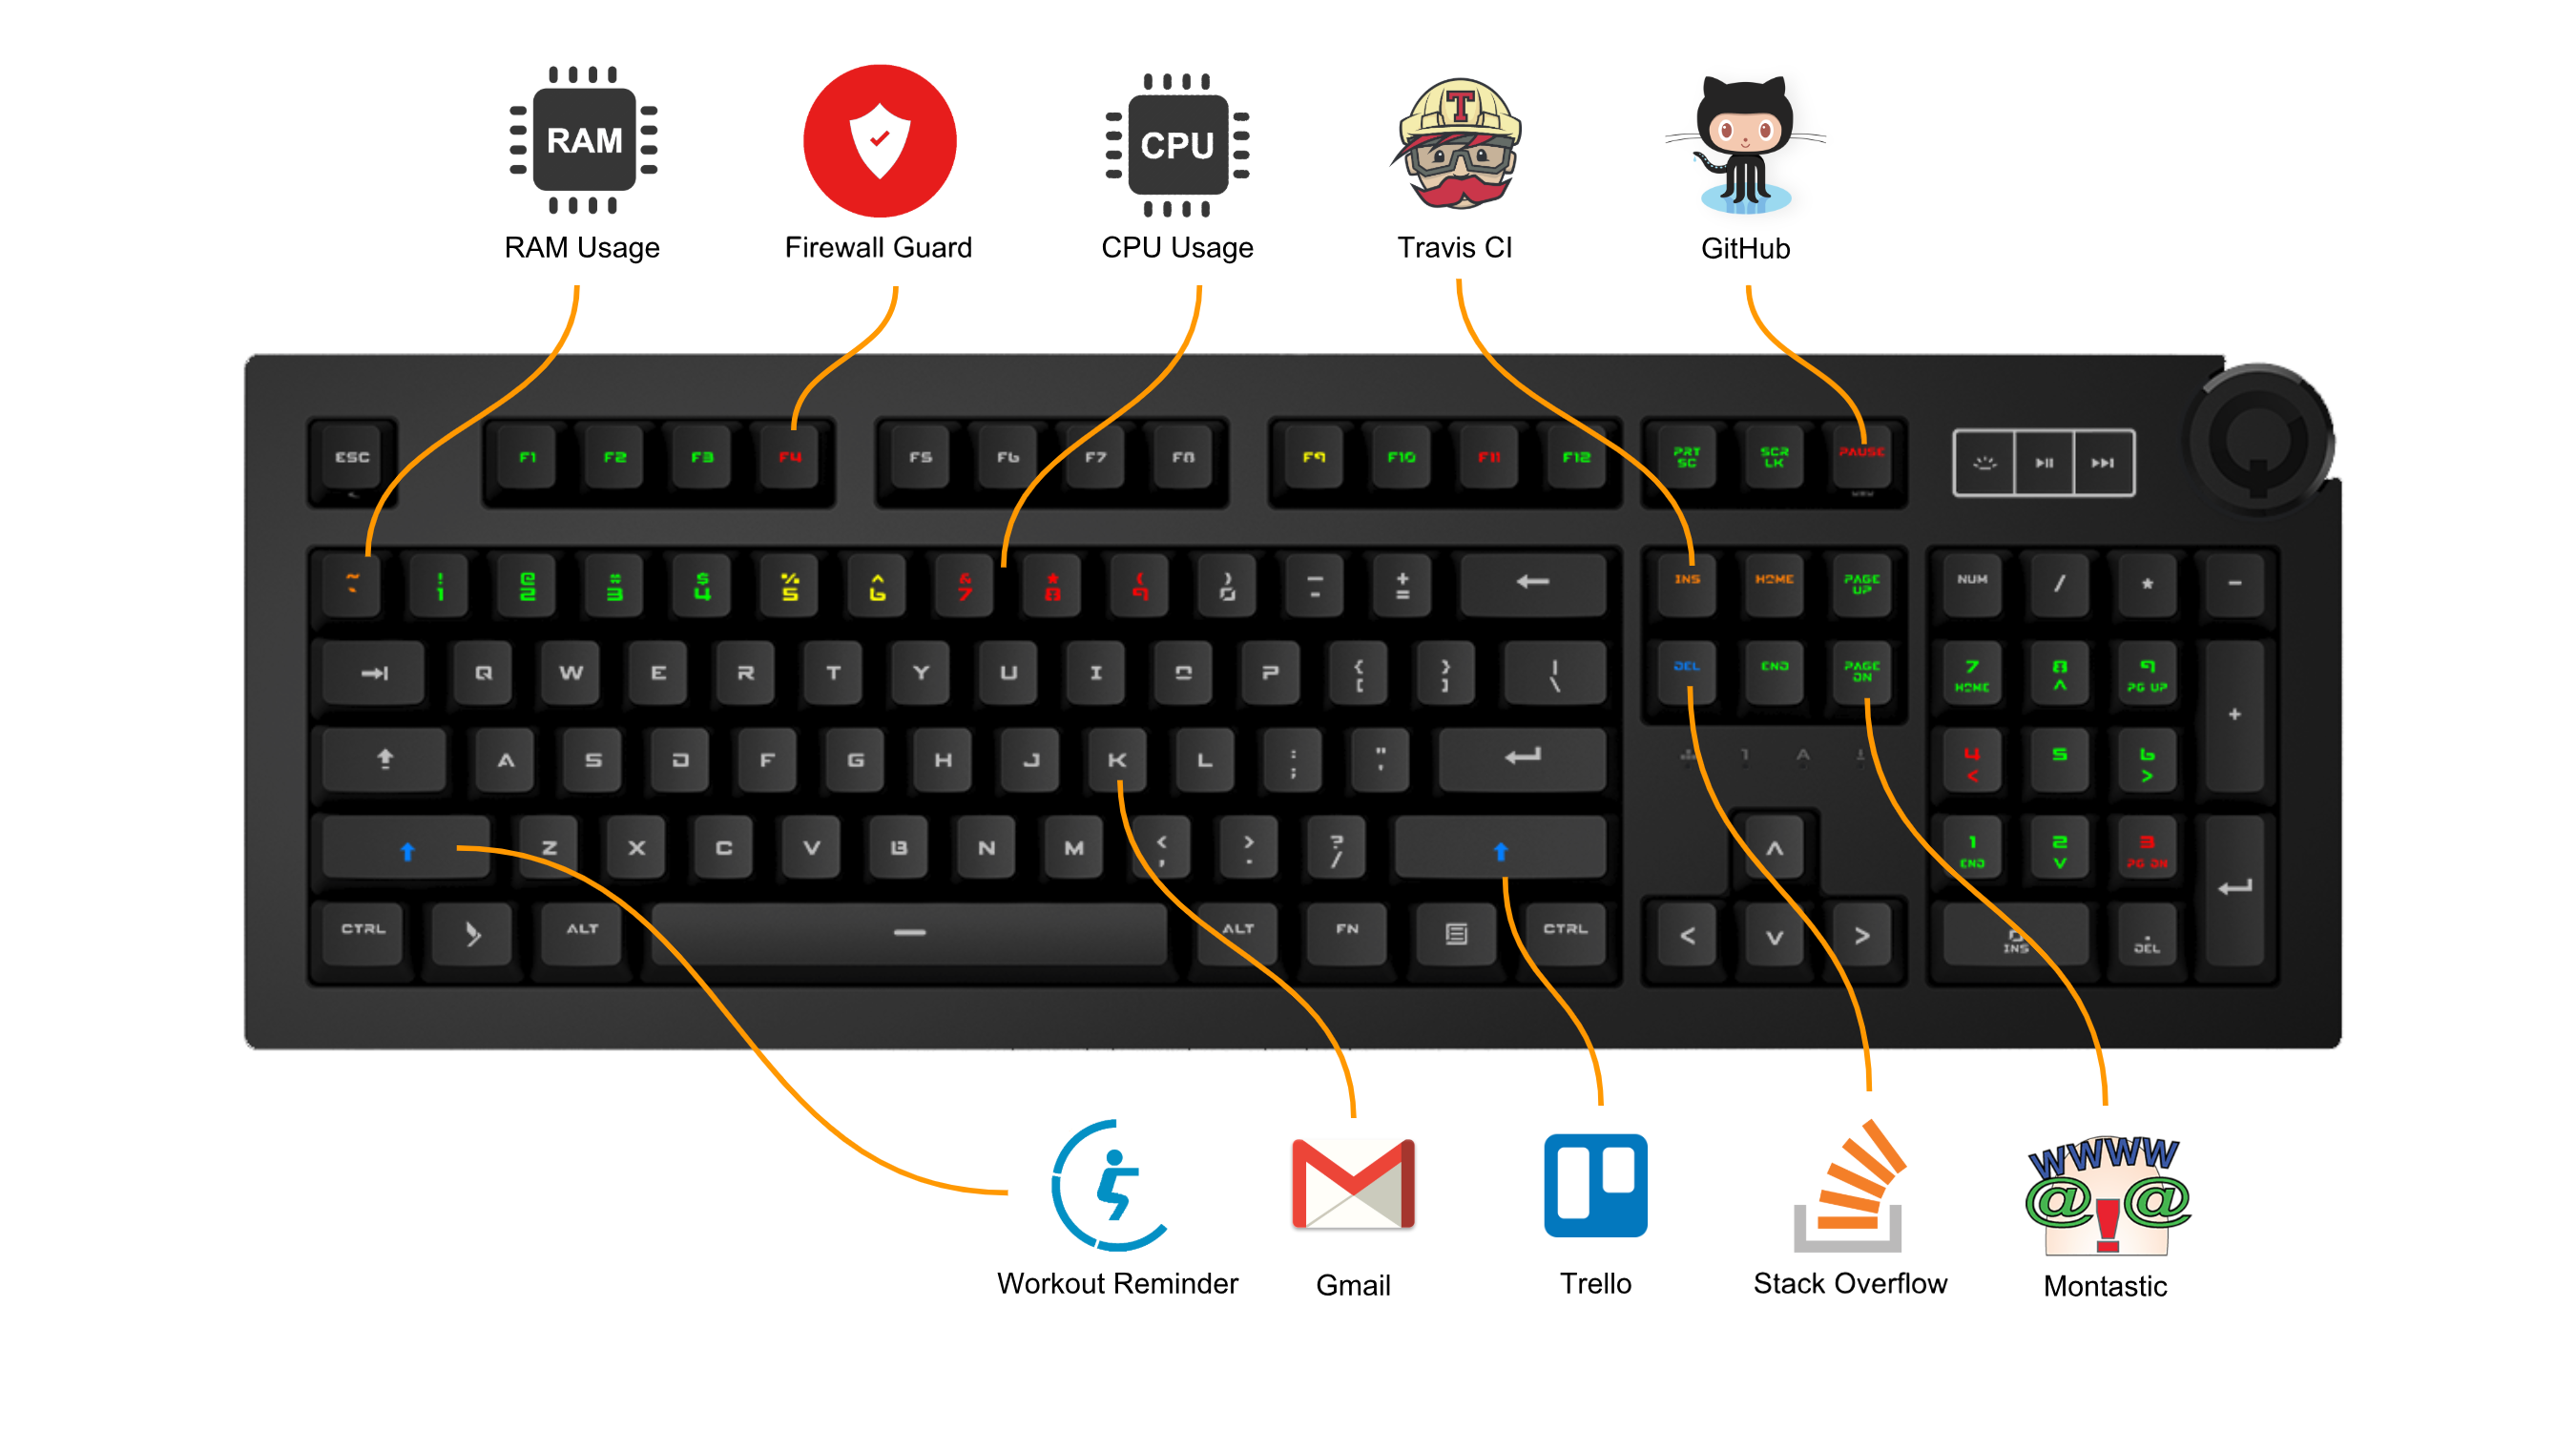 RAM
CPU
T
RAM Usage
Firewall Guard
CPU Usage
Travis CI
GitHub
ESC
F1
F2
F3
F4
F5
F6
F7
F8
F9
F10
F11
F12
PRT
SC
SCR
LK
PAUSE
~
`
!
1
@
2
#
3
$
4
%
5
^
6
&
7
*
8
(
9
)
0
_
-
+
=
INS
HOME
PAGE
UP
NUM
/
*
-
Q
W
E
R
T
Y
U
I
O
P
{
[
}
]
|
\
DEL
END
PAGE
DN
7
HOME
8
^
9
PG UP
+
A
S
D
F
G
H
J
K
L
:
;
"
'
1
A
4
<
5
6
>
Z
X
C
V
B
N
M
<
,
>
.
?
/
1
END
2
V
3
PG DN
CTRL
ALT
ALT
FN
CTRL
0
INS
.
DEL
WWWW
@!@
Workout Reminder
Gmail
Trello
Stack Overflow
Montastic